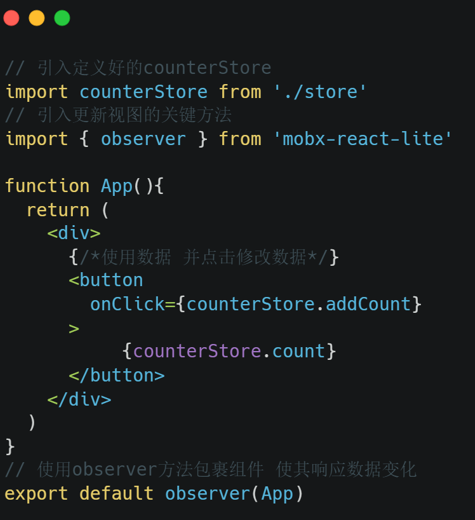 // 引入定义好的counterStore
import counterStore from './store'
// 引入更新视图的关键方法
import { observer } from 'mobx-react-lite'

function App(){
  return (
    <div>
      {/*使用数据 并点击修改数据*/}
      <button
        onClick={counterStore.addCount}
      >
           {counterStore.count}
      </button>
    </div>
  )
}
// 使用observer方法包裹组件 使其响应数据变化
export default observer(App)